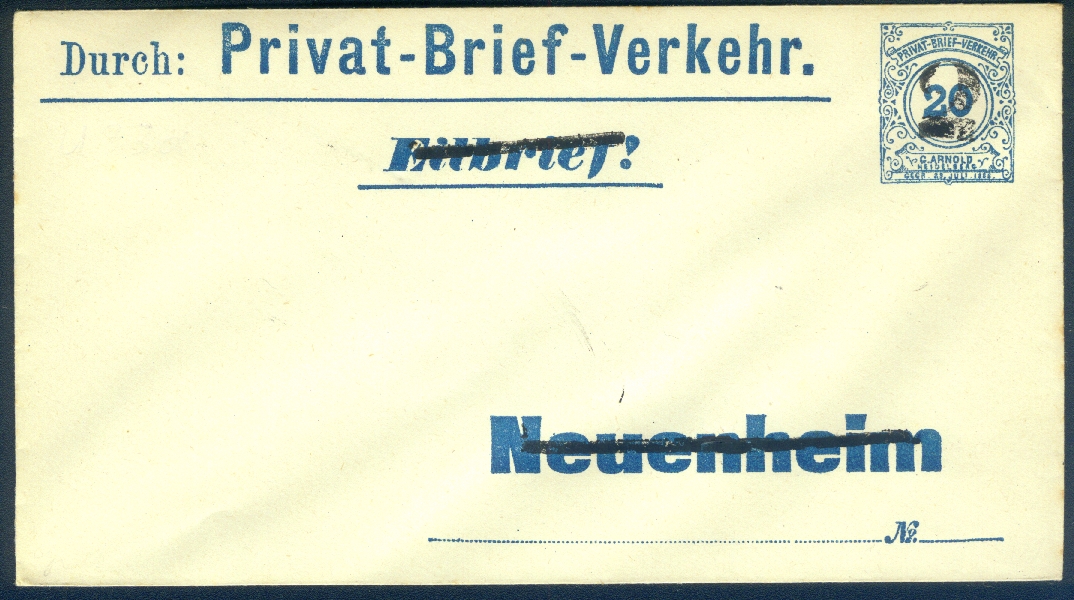 Durch: Privat-Brief-Verkehr.
PRIVAT-BRIEF-VERKEHR
20
G. ARNOLD
HEIDELBERG
Eilbrief!
Neuenheim
№.